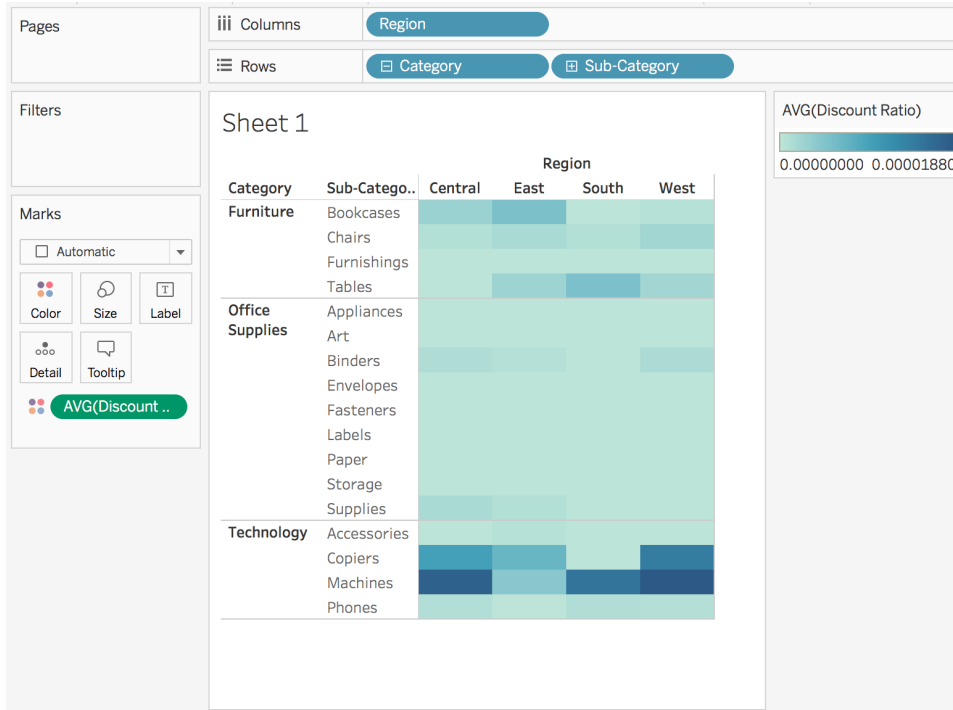 Pages
Columns
Region
Rows
Category
Sub-Category
Filters
Marks
Automatic
Color
Size
Label
Detail
Tooltip
AVG(Discount ..
Sheet 1
Region
Category Sub-Catego.. Central East South West
Furniture Bookcases
Chairs
Furnishings
Tables
Office Supplies Appliances
Art
Binders
Envelopes
Fasteners
Labels
Paper
Storage
Supplies
Technology Accessories
Copiers
Machines
Phones
AVG(Discount Ratio)
0.00000000 0.00001880